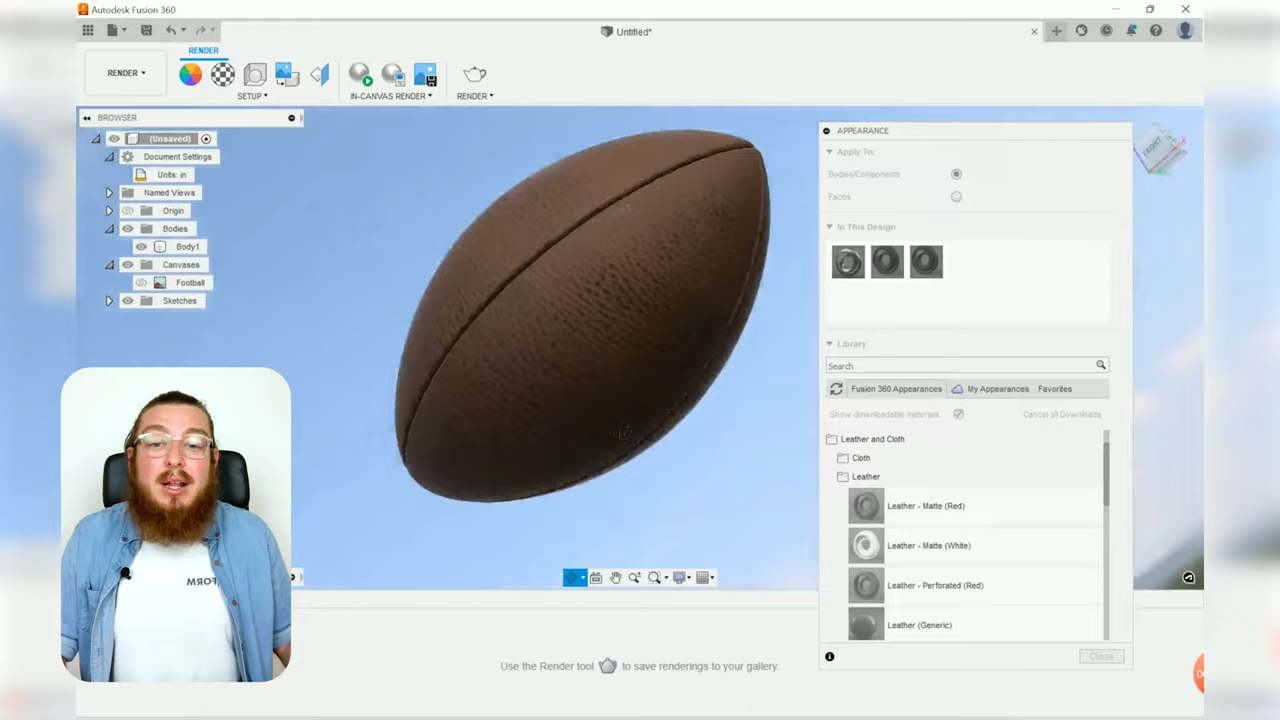 Autodesk Fusion 360
Untitled*
RENDER
RENDER
SETUP
IN-CANVAS RENDER
RENDER
BROWSER
(Unsaved)
Document Settings
Units: in
Named Views
Origin
Bodies
Body1
Canvases
Football
Sketches
APPEARANCE
Apply To:
Bodies/Components
Faces
In This Design
Library
Search
Fusion 360 Appearances
My Appearances
Favorites
Show downloadable materials
Cancel all Downloads
Leather and Cloth
Cloth
Leather
Leather - Matte (Red)
Leather - Matte (White)
Leather - Perforated (Red)
Leather (Generic)
Close
FRONT
Use the Render tool to save renderings to your gallery.